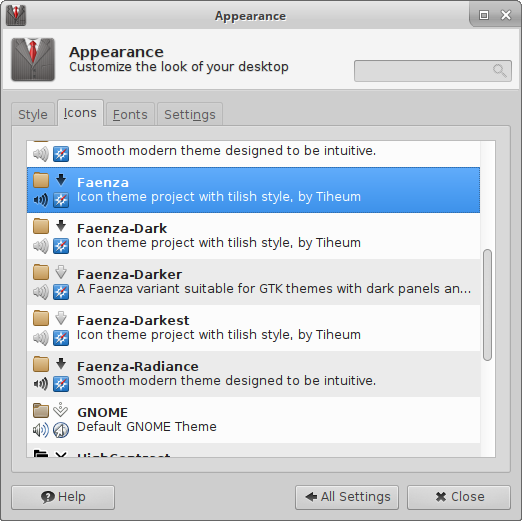 Appearance
Appearance
Customize the look of your desktop
Style Icons Fonts Settings
Smooth modern theme designed to be intuitive.
Faenza
Icon theme project with tilish style, by Tiheum
Faenza-Dark
Icon theme project with tilish style, by Tiheum
Faenza-Darker
A Faenza variant suitable for GTK themes with dark panels an...
Faenza-Darkest
Icon theme project with tilish style, by Tiheum
Faenza-Radiance
Smooth modern theme designed to be intuitive.
GNOME
Default GNOME Theme
HighContrast
Help All Settings Close